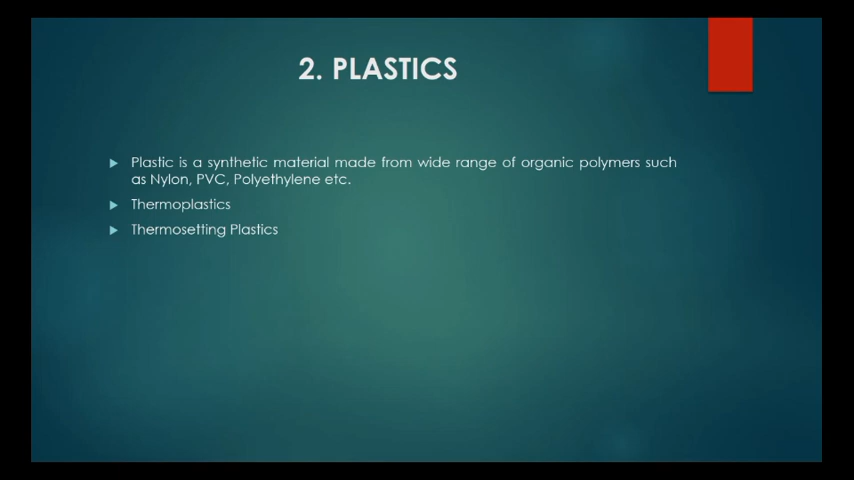 2. PLASTICS
Plastic is a synthetic material made from wide range of organic polymers such
as Nylon, PVC, Polyethylene etc.
Thermoplastics
Thermosetting Plastics